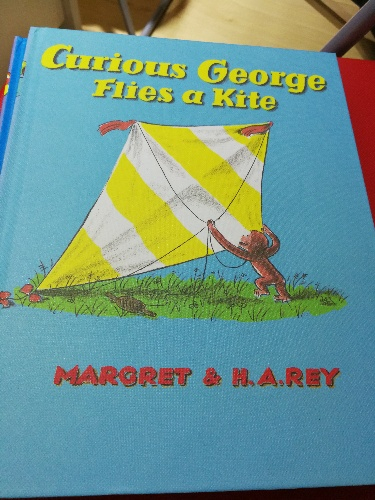 Curious George
Flies a Kite
MARGRET & H.A.REY